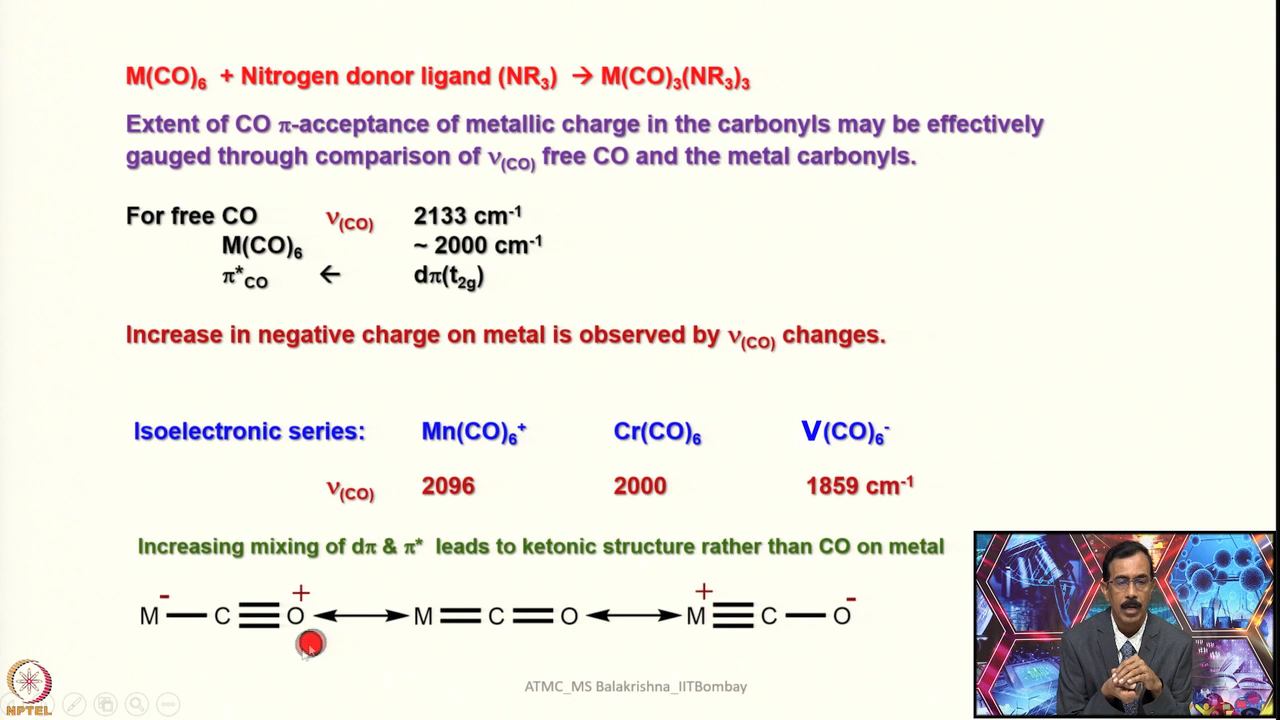 M(CO)₆ + Nitrogen donor ligand (NR₃) → M(CO)₃(NR₃)₃
Extent of CO π-acceptance of metallic charge in the carbonyls may be effectively
gauged through comparison of ν₍CO₎ free CO and the metal carbonyls.
For free CO ν₍CO₎ 2133 cm⁻¹
M(CO)₆ ~ 2000 cm⁻¹
π*CO ← dπ(t₂g)
Increase in negative charge on metal is observed by ν(CO) changes.
Isoelectronic series: Mn(CO)₆⁺ Cr(CO)₆ V(CO)₆⁻
ν(CO) 2096 2000 1859 cm⁻¹
Increasing mixing of dπ & π* leads to ketonic structure rather than CO on metal
M⁻—C≡O⁺ ↔ M=C=O ↔ M⁺≡C—O⁻
ATMC_MS Balakrishna_IITBombay
NPTEL